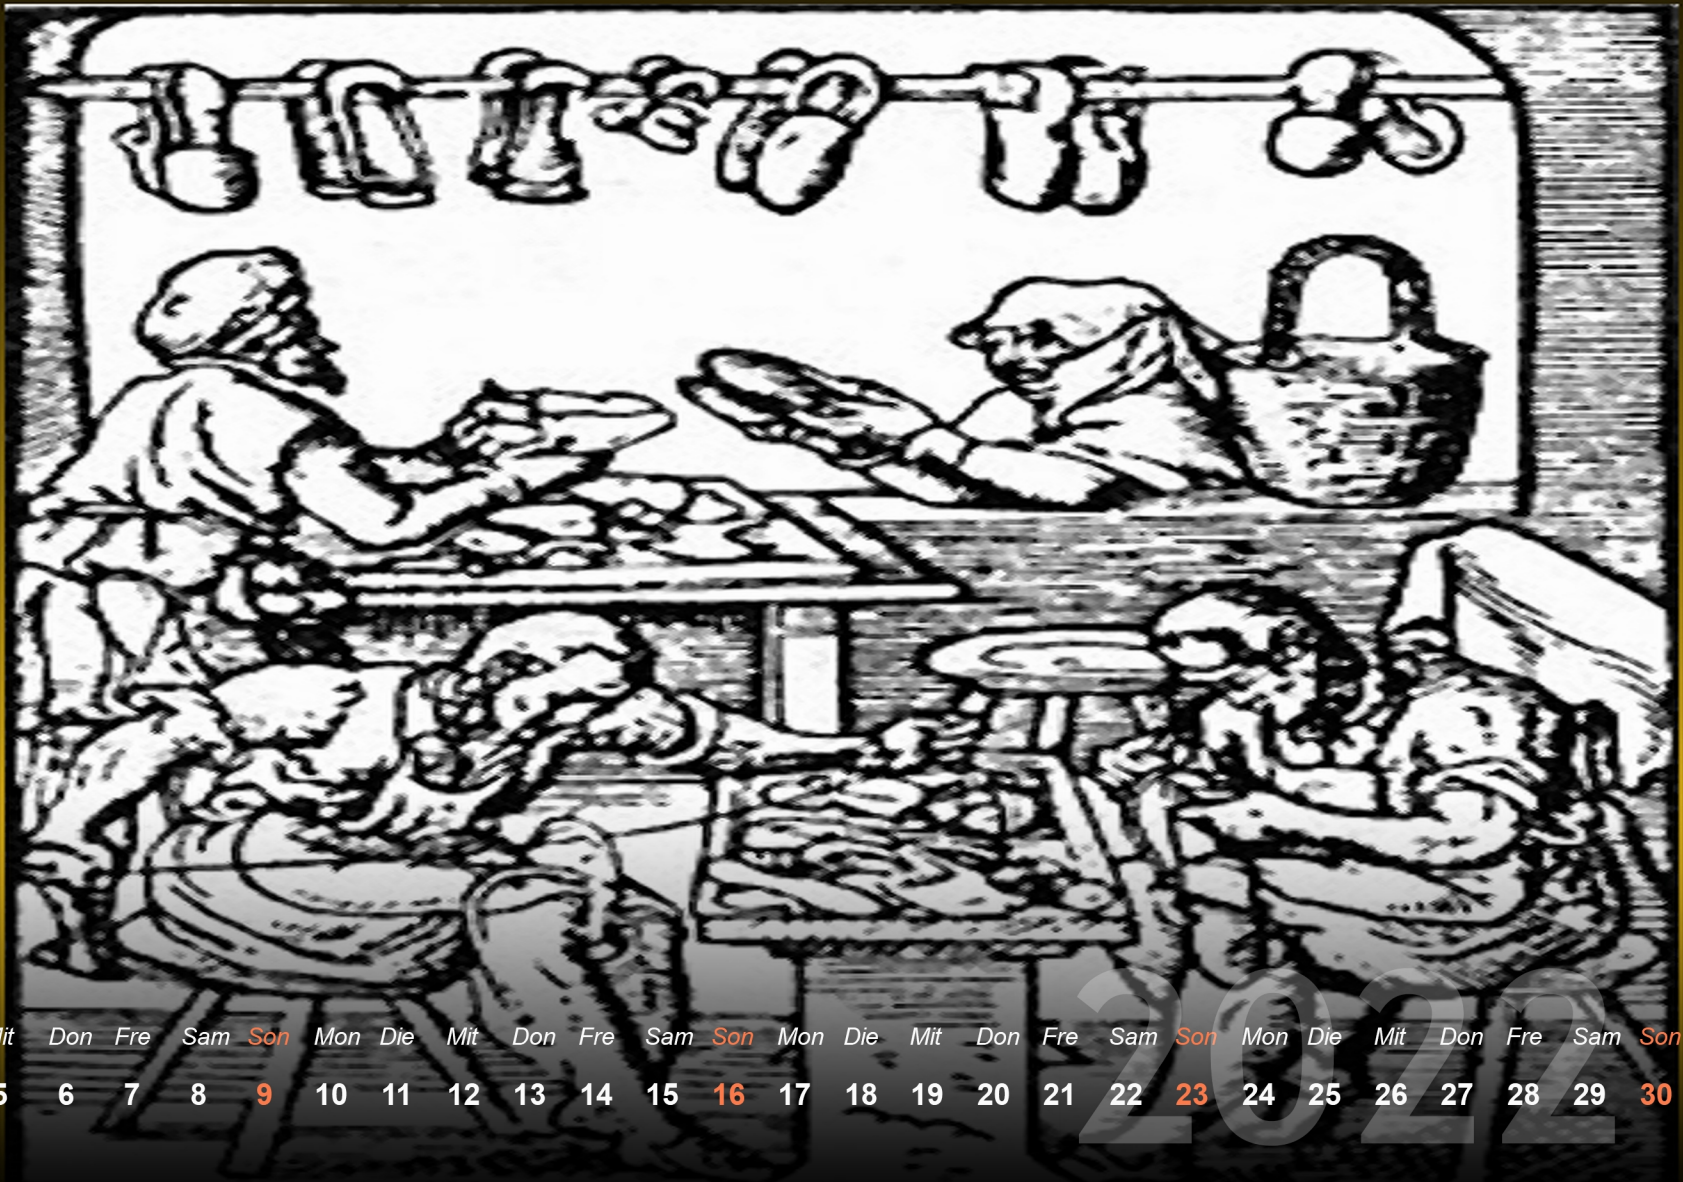 2022
Don Fre Sam Son Mon Die Mit Don Fre Sam Son Mon Die Mit Don Fre Sam Son Mon Die Mit Don Fre Sam Son
6 7 8 9 10 11 12 13 14 15 16 17 18 19 20 21 22 23 24 25 26 27 28 29 30